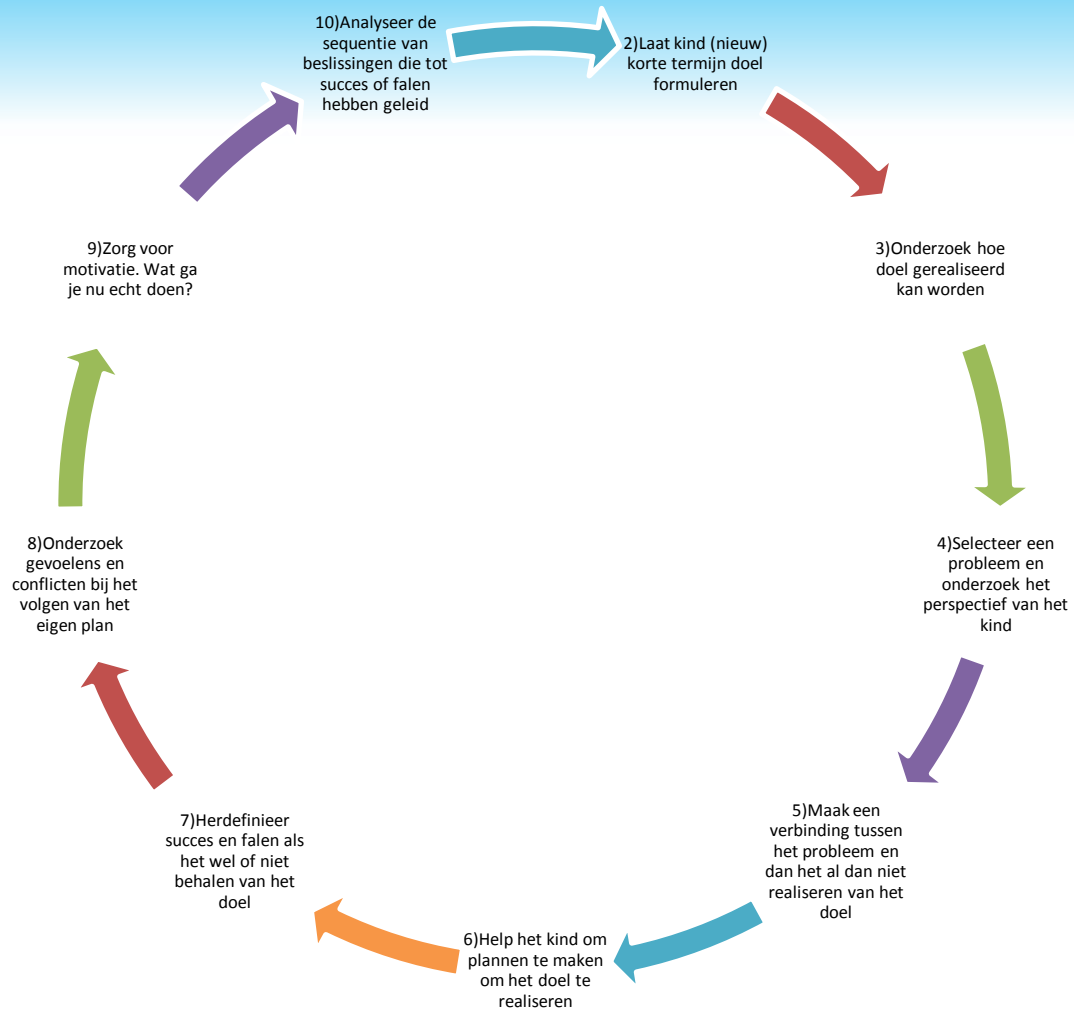 10)Analyseer de
sequentie van
beslissingen die tot
succes of falen
hebben geleid
2)Laat kind (nieuw)
korte termijn doel
formuleren
3)Onderzoek hoe
doel gerealiseerd
kan worden
4)Selecteer een
probleem en
onderzoek het
perspectief van het
kind
5)Maak een
verbinding tussen
het probleem en
dan het al dan niet
realiseren van het
doel
6)Help het kind om
plannen te maken
om het doel te
realiseren
7)Herdefinieer
succes en falen als
het wel of niet
behalen van het
doel
8)Onderzoek
gevoelens en
conflicten bij het
volgen van het
eigen plan
9)Zorg voor
motivatie. Wat ga
je nu echt doen?